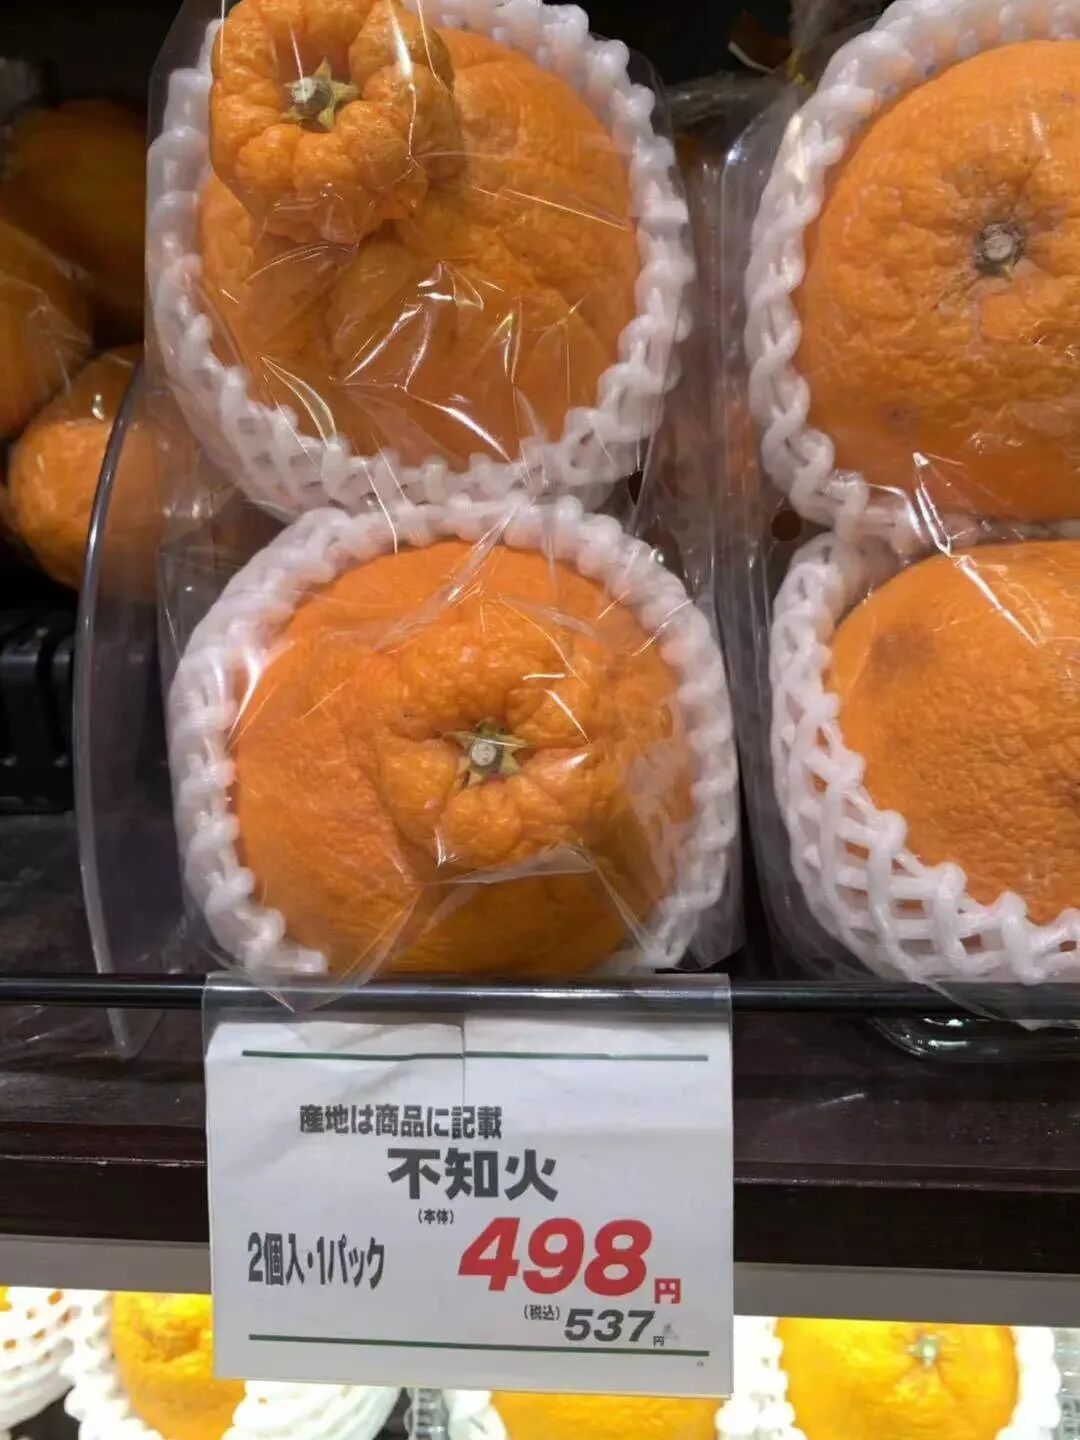 産地は商品に記載
不知火
(本体)
2個入・1パック 498円
(税込) 537円